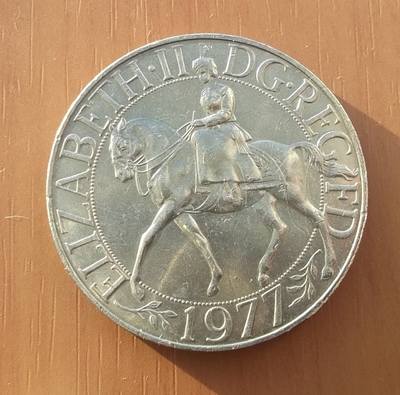 ELIZABETH·II DG·REG FD
1977